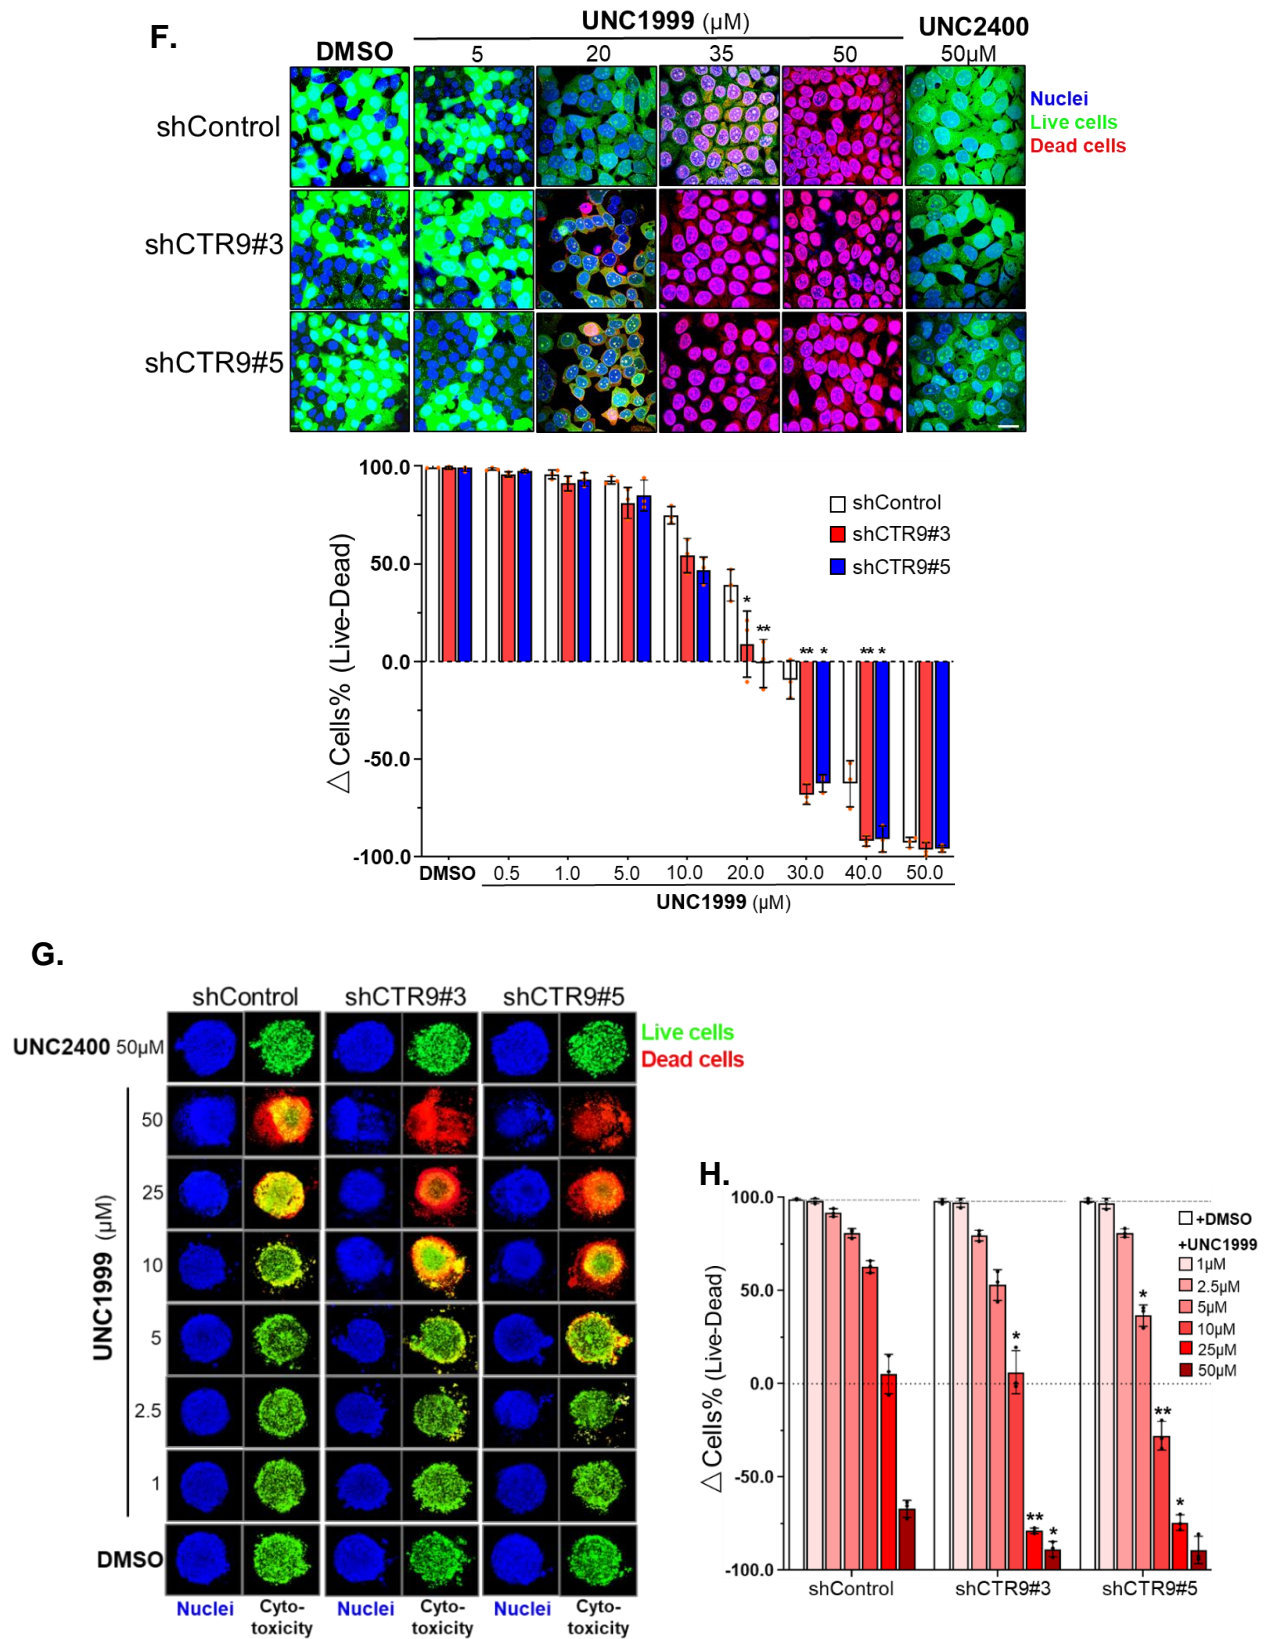 F.
UNC1999 (µM)
UNC2400
DMSO 5 20 35 50 50µM
shControl
Nuclei
Live cells
Dead cells
shCTR9#3
shCTR9#5
100.0
50.0
0.0
-50.0
-100.0
△ Cells% (Live-Dead)
shControl
shCTR9#3
shCTR9#5
*
**
** *
** *
DMSO 0.5 1.0 5.0 10.0 20.0 30.0 40.0 50.0
UNC1999 (µM)
G.
shControl shCTR9#3 shCTR9#5
UNC2400 50µM
Live cells
Dead cells
UNC1999 (µM)
50
25
10
5
2.5
1
DMSO
Nuclei Cyto-toxicity Nuclei Cyto-toxicity Nuclei Cyto-toxicity
H.
100.0
50.0
0.0
-50.0
-100.0
△ Cells% (Live-Dead)
+DMSO
+UNC1999
1µM
2.5µM
5µM
10µM
25µM
50µM
*
**
*
*
**
*
shControl shCTR9#3 shCTR9#5